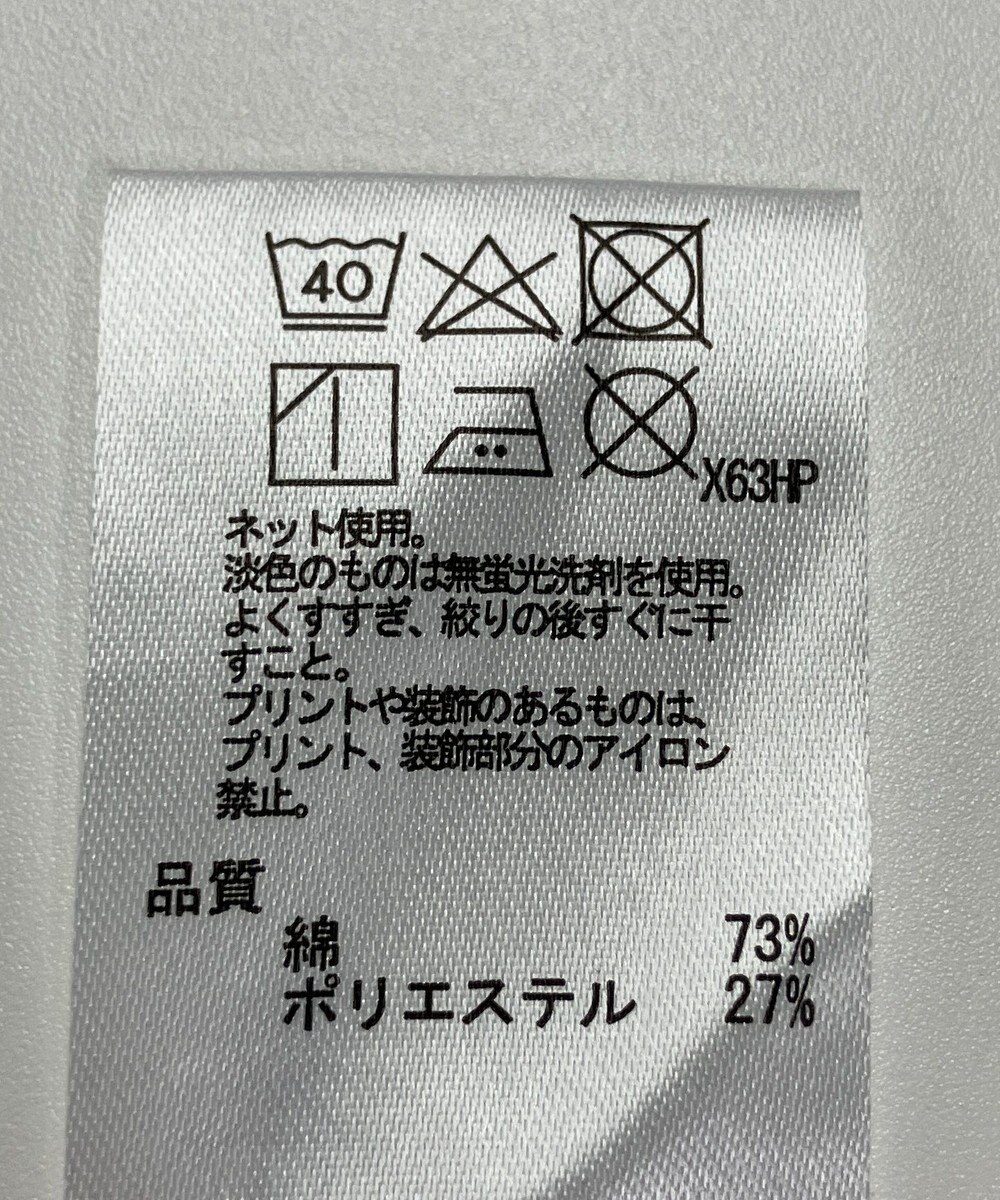 40
X63HP
ネット使用。
淡色のものは無蛍光洗剤を使用。
よくすすぎ、絞りの後すぐに干
すこと。
プリントや装飾のあるものは、
プリント、装飾部分のアイロン
禁止。
品質
綿 73%
ポリエステル 27%